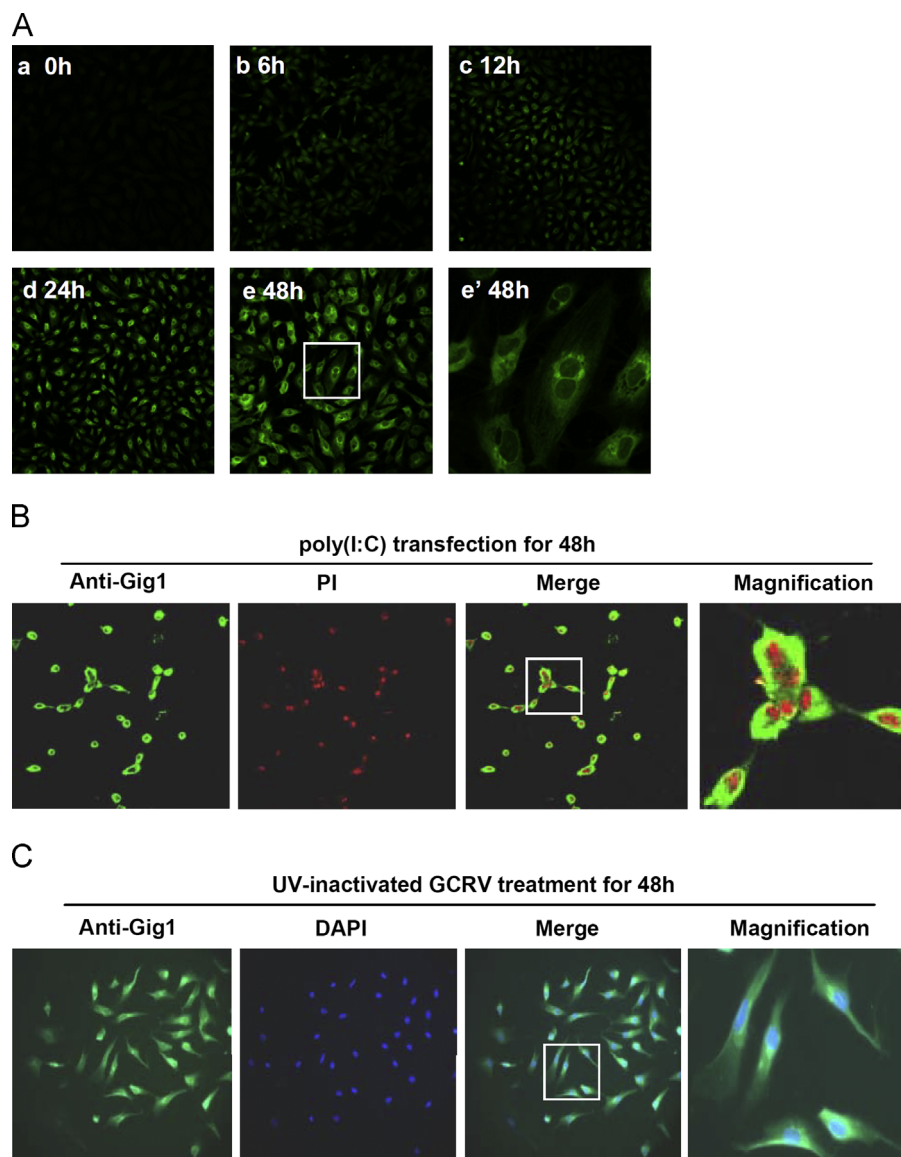 A
a 0h
b 6h
c 12h
d 24h
e 48h
e' 48h
B
poly(I:C) transfection for 48h
Anti-Gig1 PI Merge Magnification
C
UV-inactivated GCRV treatment for 48h
Anti-Gig1 DAPI Merge Magnification